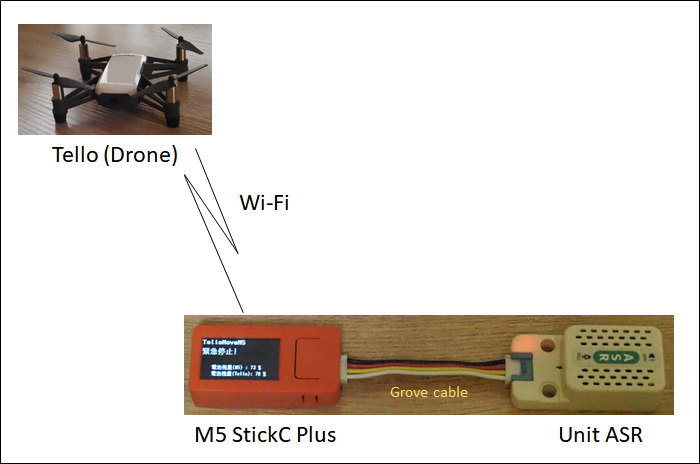 Tello (Drone)
Wi-Fi
TelloMoveM5
緊急停止!
電池残量(M5) : 73 %
電池残量(Tello): 78 %
Grove cable
ASR
M5 StickC Plus
Unit ASR